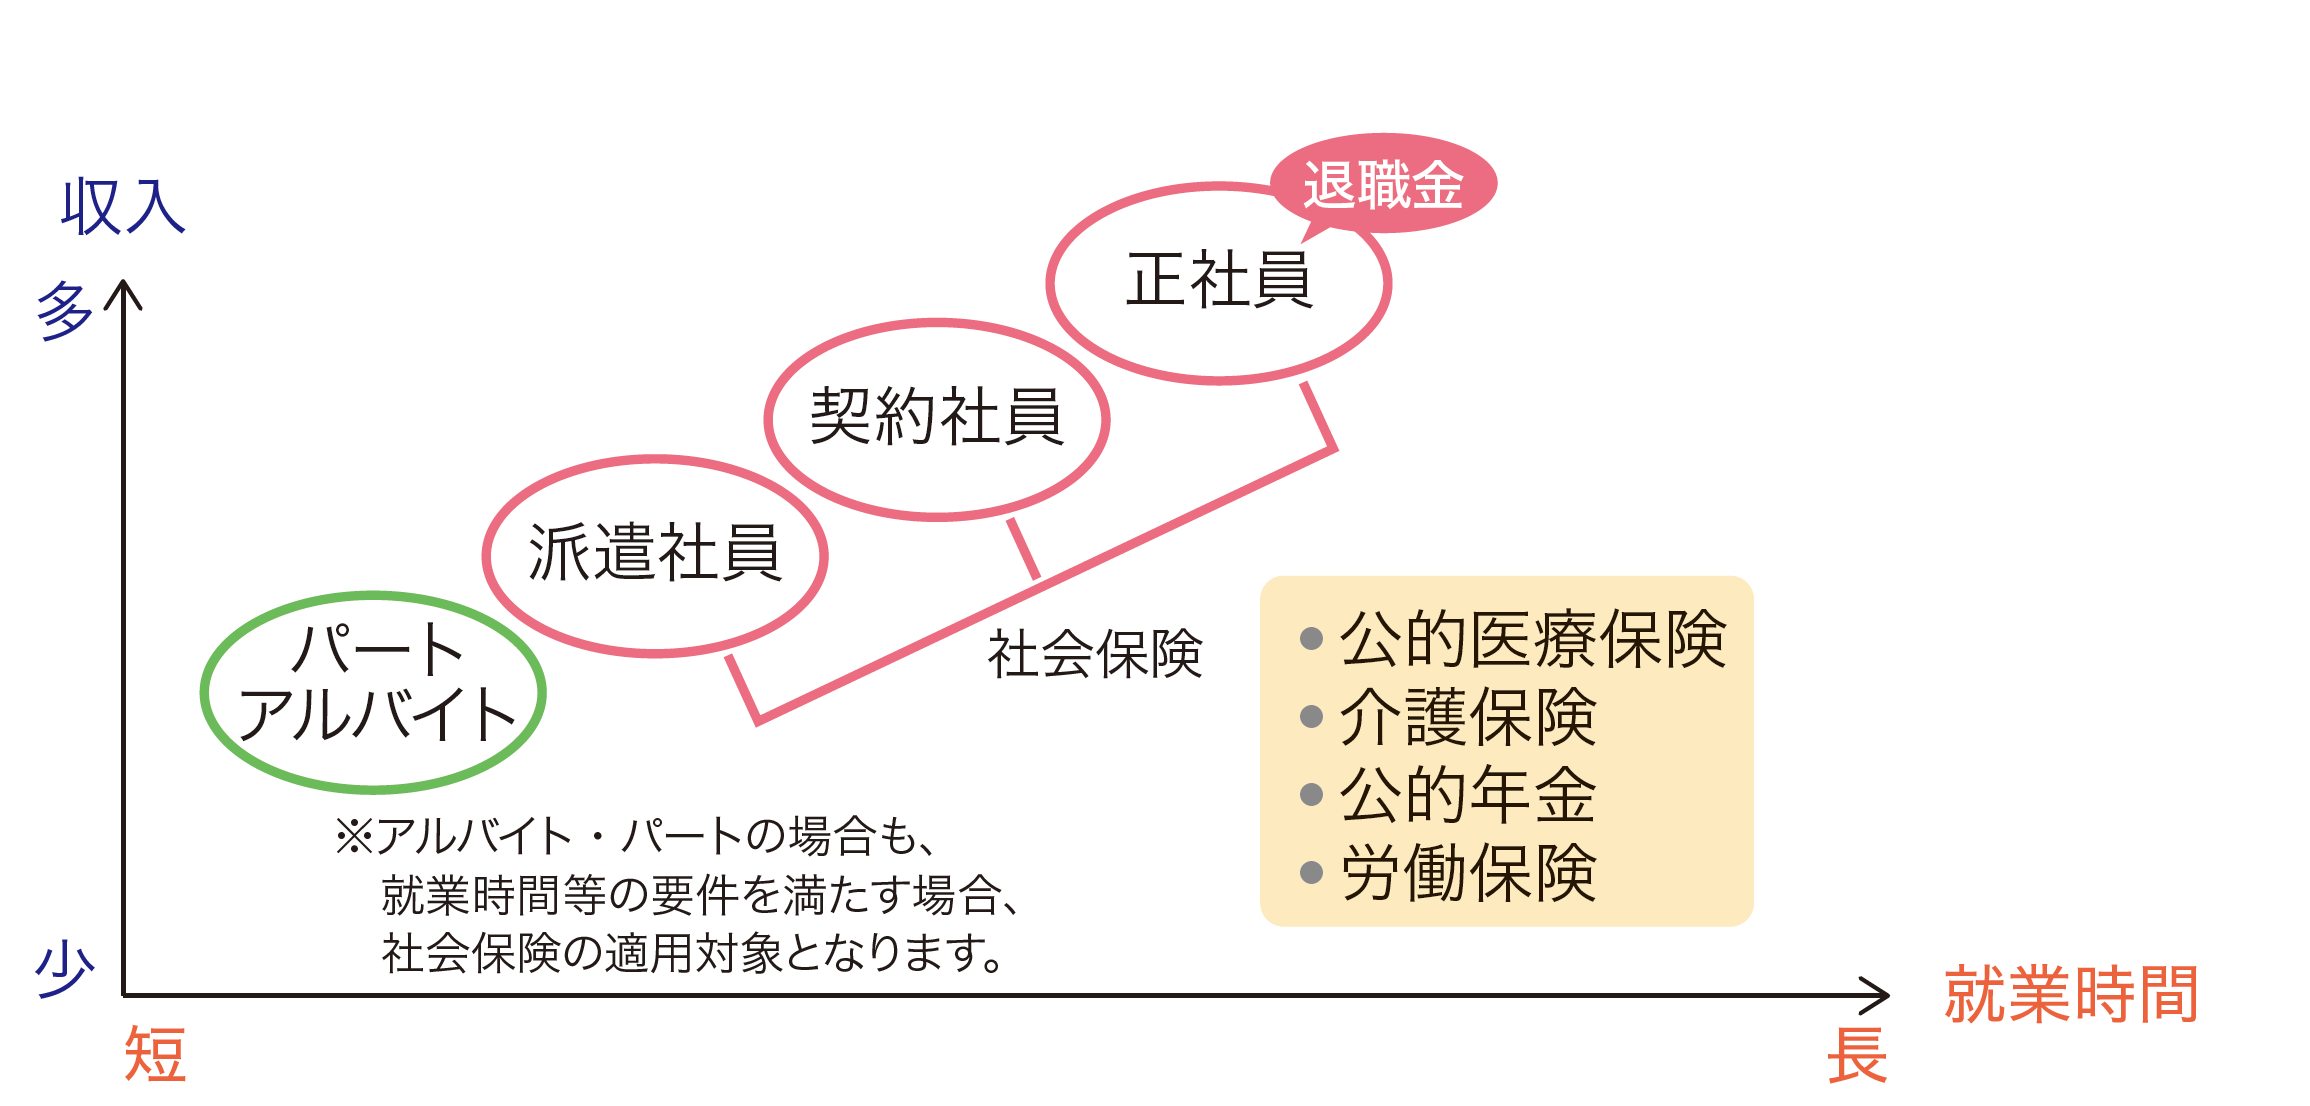 収入
多
退職金
正社員
契約社員
派遣社員
パート
アルバイト
社会保険
• 公的医療保険
• 介護保険
• 公的年金
• 労働保険
※アルバイト・パートの場合も、
就業時間等の要件を満たす場合、
社会保険の適用対象となります。
少
短
長
就業時間